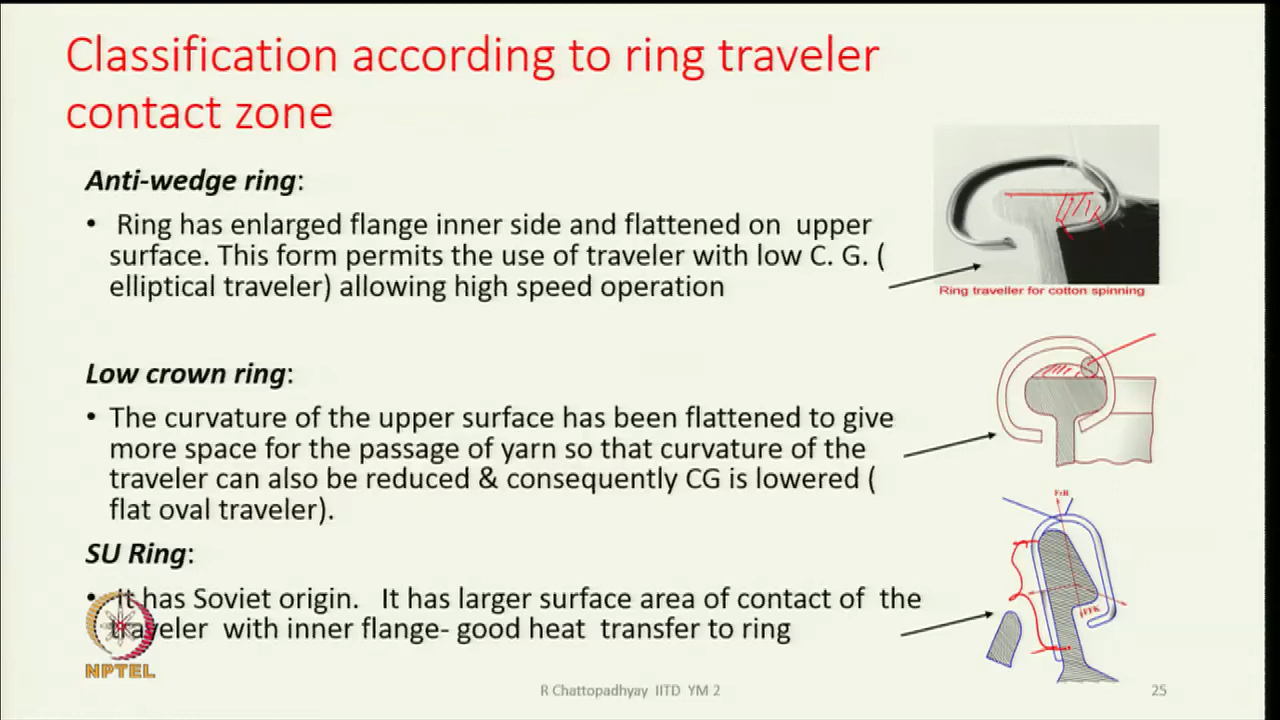 Classification according to ring traveler
contact zone
Anti-wedge ring:
• Ring has enlarged flange inner side and flattened on upper
surface. This form permits the use of traveler with low C. G. (
elliptical traveler) allowing high speed operation
Ring traveller for cotton spinning
Low crown ring:
• The curvature of the upper surface has been flattened to give
more space for the passage of yarn so that curvature of the
traveler can also be reduced & consequently CG is lowered (
flat oval traveler).
SU Ring:
• It has Soviet origin. It has larger surface area of contact of the
traveler with inner flange- good heat transfer to ring
NPTEL
R Chattopadhyay IITD YM 2
25